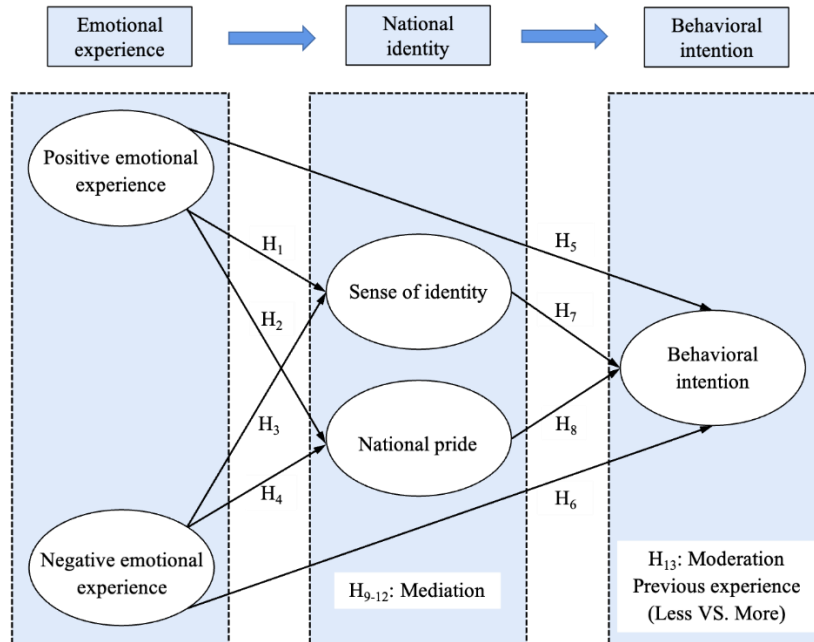 Emotional
experience
National
identity
Behavioral
intention
Positive emotional
experience
H₁
H₂
H₃
H₄
H₅
Sense of identity
H₇
National pride
H₈
H₆
Behavioral
intention
Negative emotional
experience
H₉₋₁₂: Mediation
H₁₃: Moderation
Previous experience
(Less VS. More)